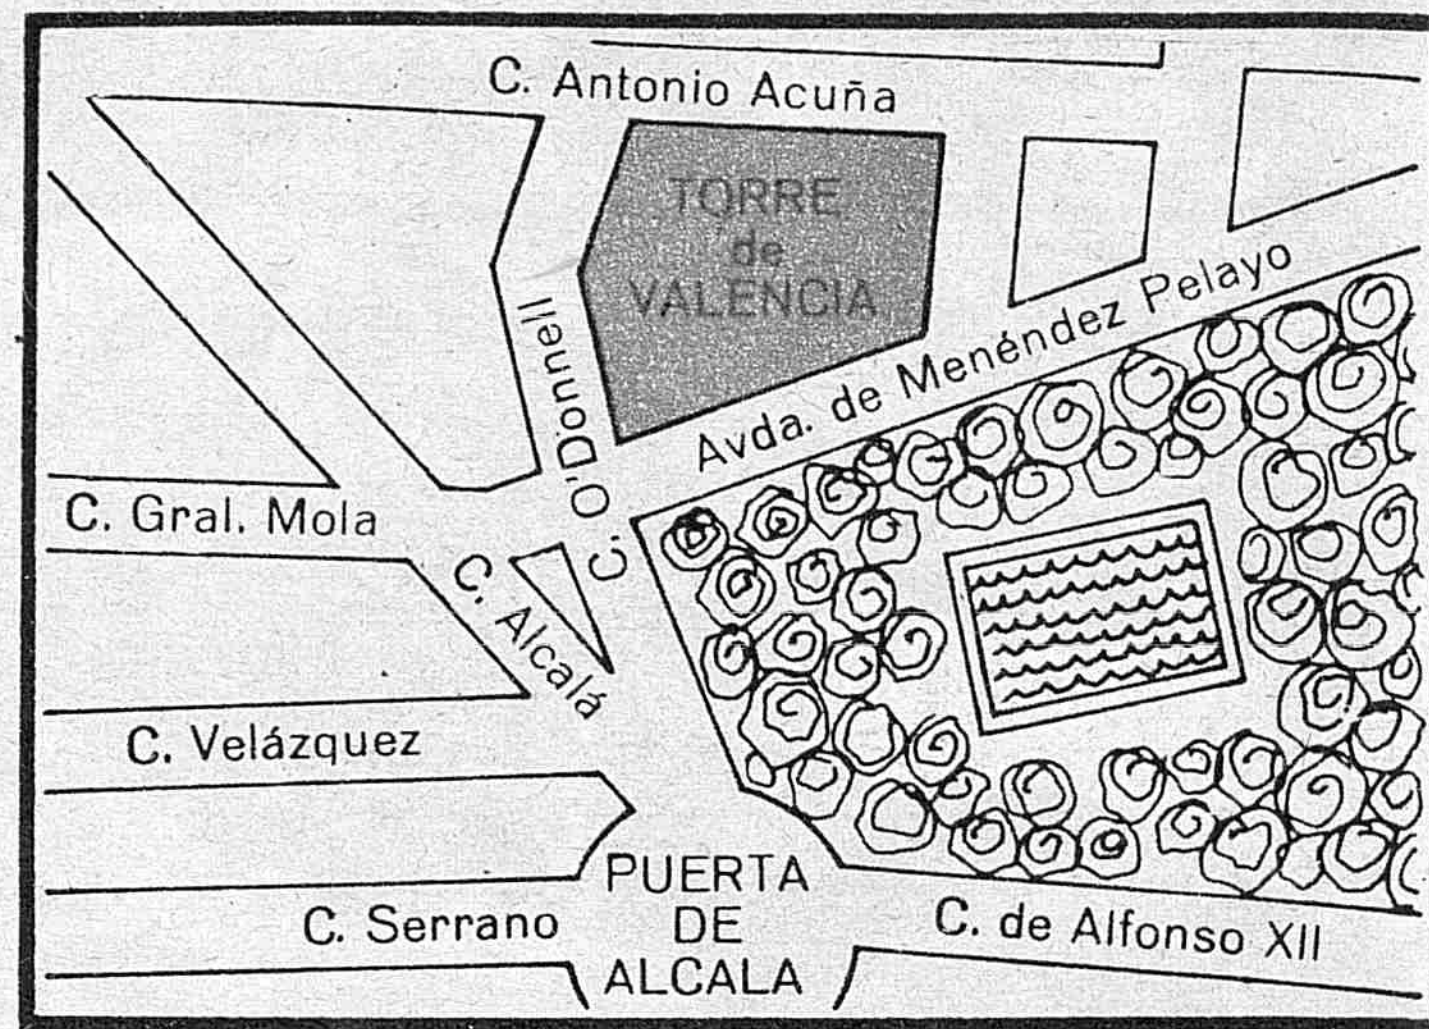 C. Antonio Acuña
TORRE
de
VALENCIA
C. O'Donnell
Avda. de Menéndez Pelayo
C. Gral. Mola
C. Alcalá
C. Velázquez
PUERTA
DE
ALCALA
C. Serrano
C. de Alfonso XII